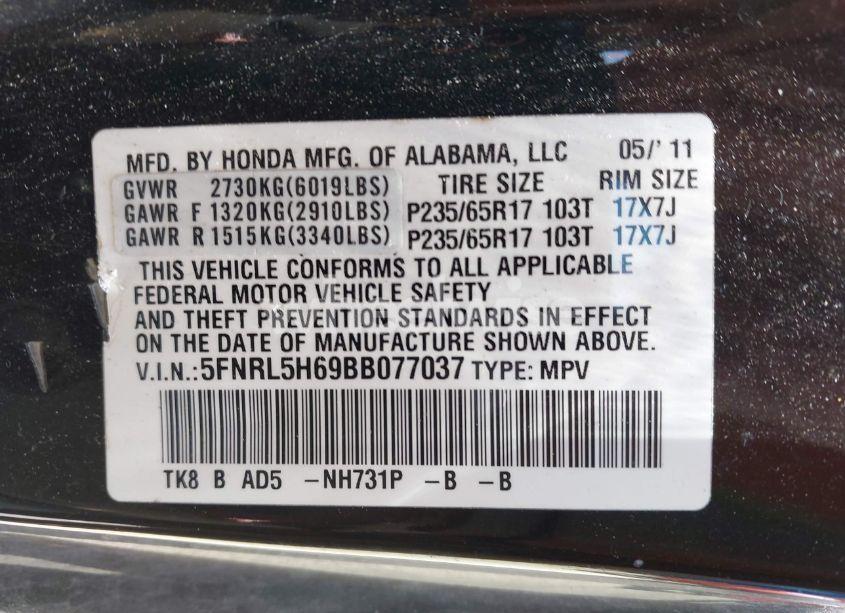 MFD. BY HONDA MFG. OF ALABAMA, LLC 05/' 11
GVWR 2730KG(6019LBS) TIRE SIZE RIM SIZE
GAWR F 1320KG(2910LBS) P235/65R17 103T 17X7J
GAWR R 1515KG(3340LBS) P235/65R17 103T 17X7J
THIS VEHICLE CONFORMS TO ALL APPLICABLE
FEDERAL MOTOR VEHICLE SAFETY
AND THEFT PREVENTION STANDARDS IN EFFECT
ON THE DATE OF MANUFACTURE SHOWN ABOVE.
V.I.N.:5FNRL5H69BB077037 TYPE: MPV
TK8 B AD5 -NH731P -B -B